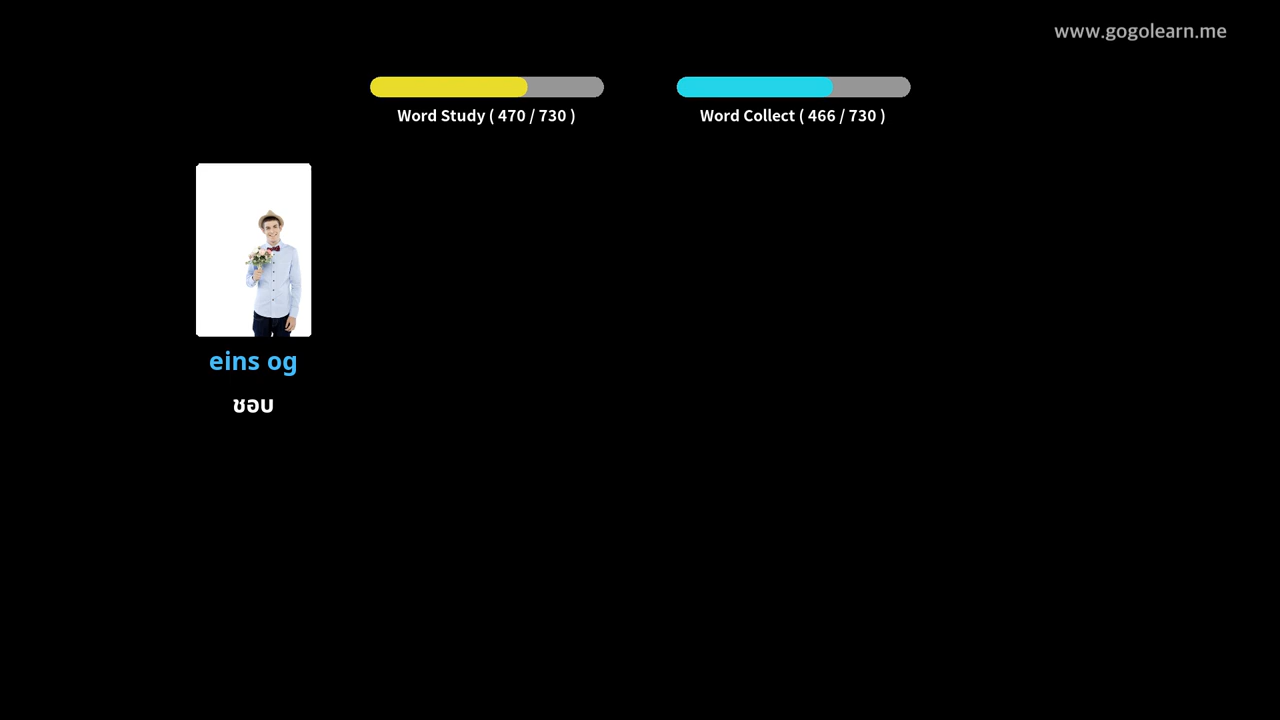 www.gogolearn.me
Word Study ( 470 / 730 )
Word Collect ( 466 / 730 )
eins og
ชอบ